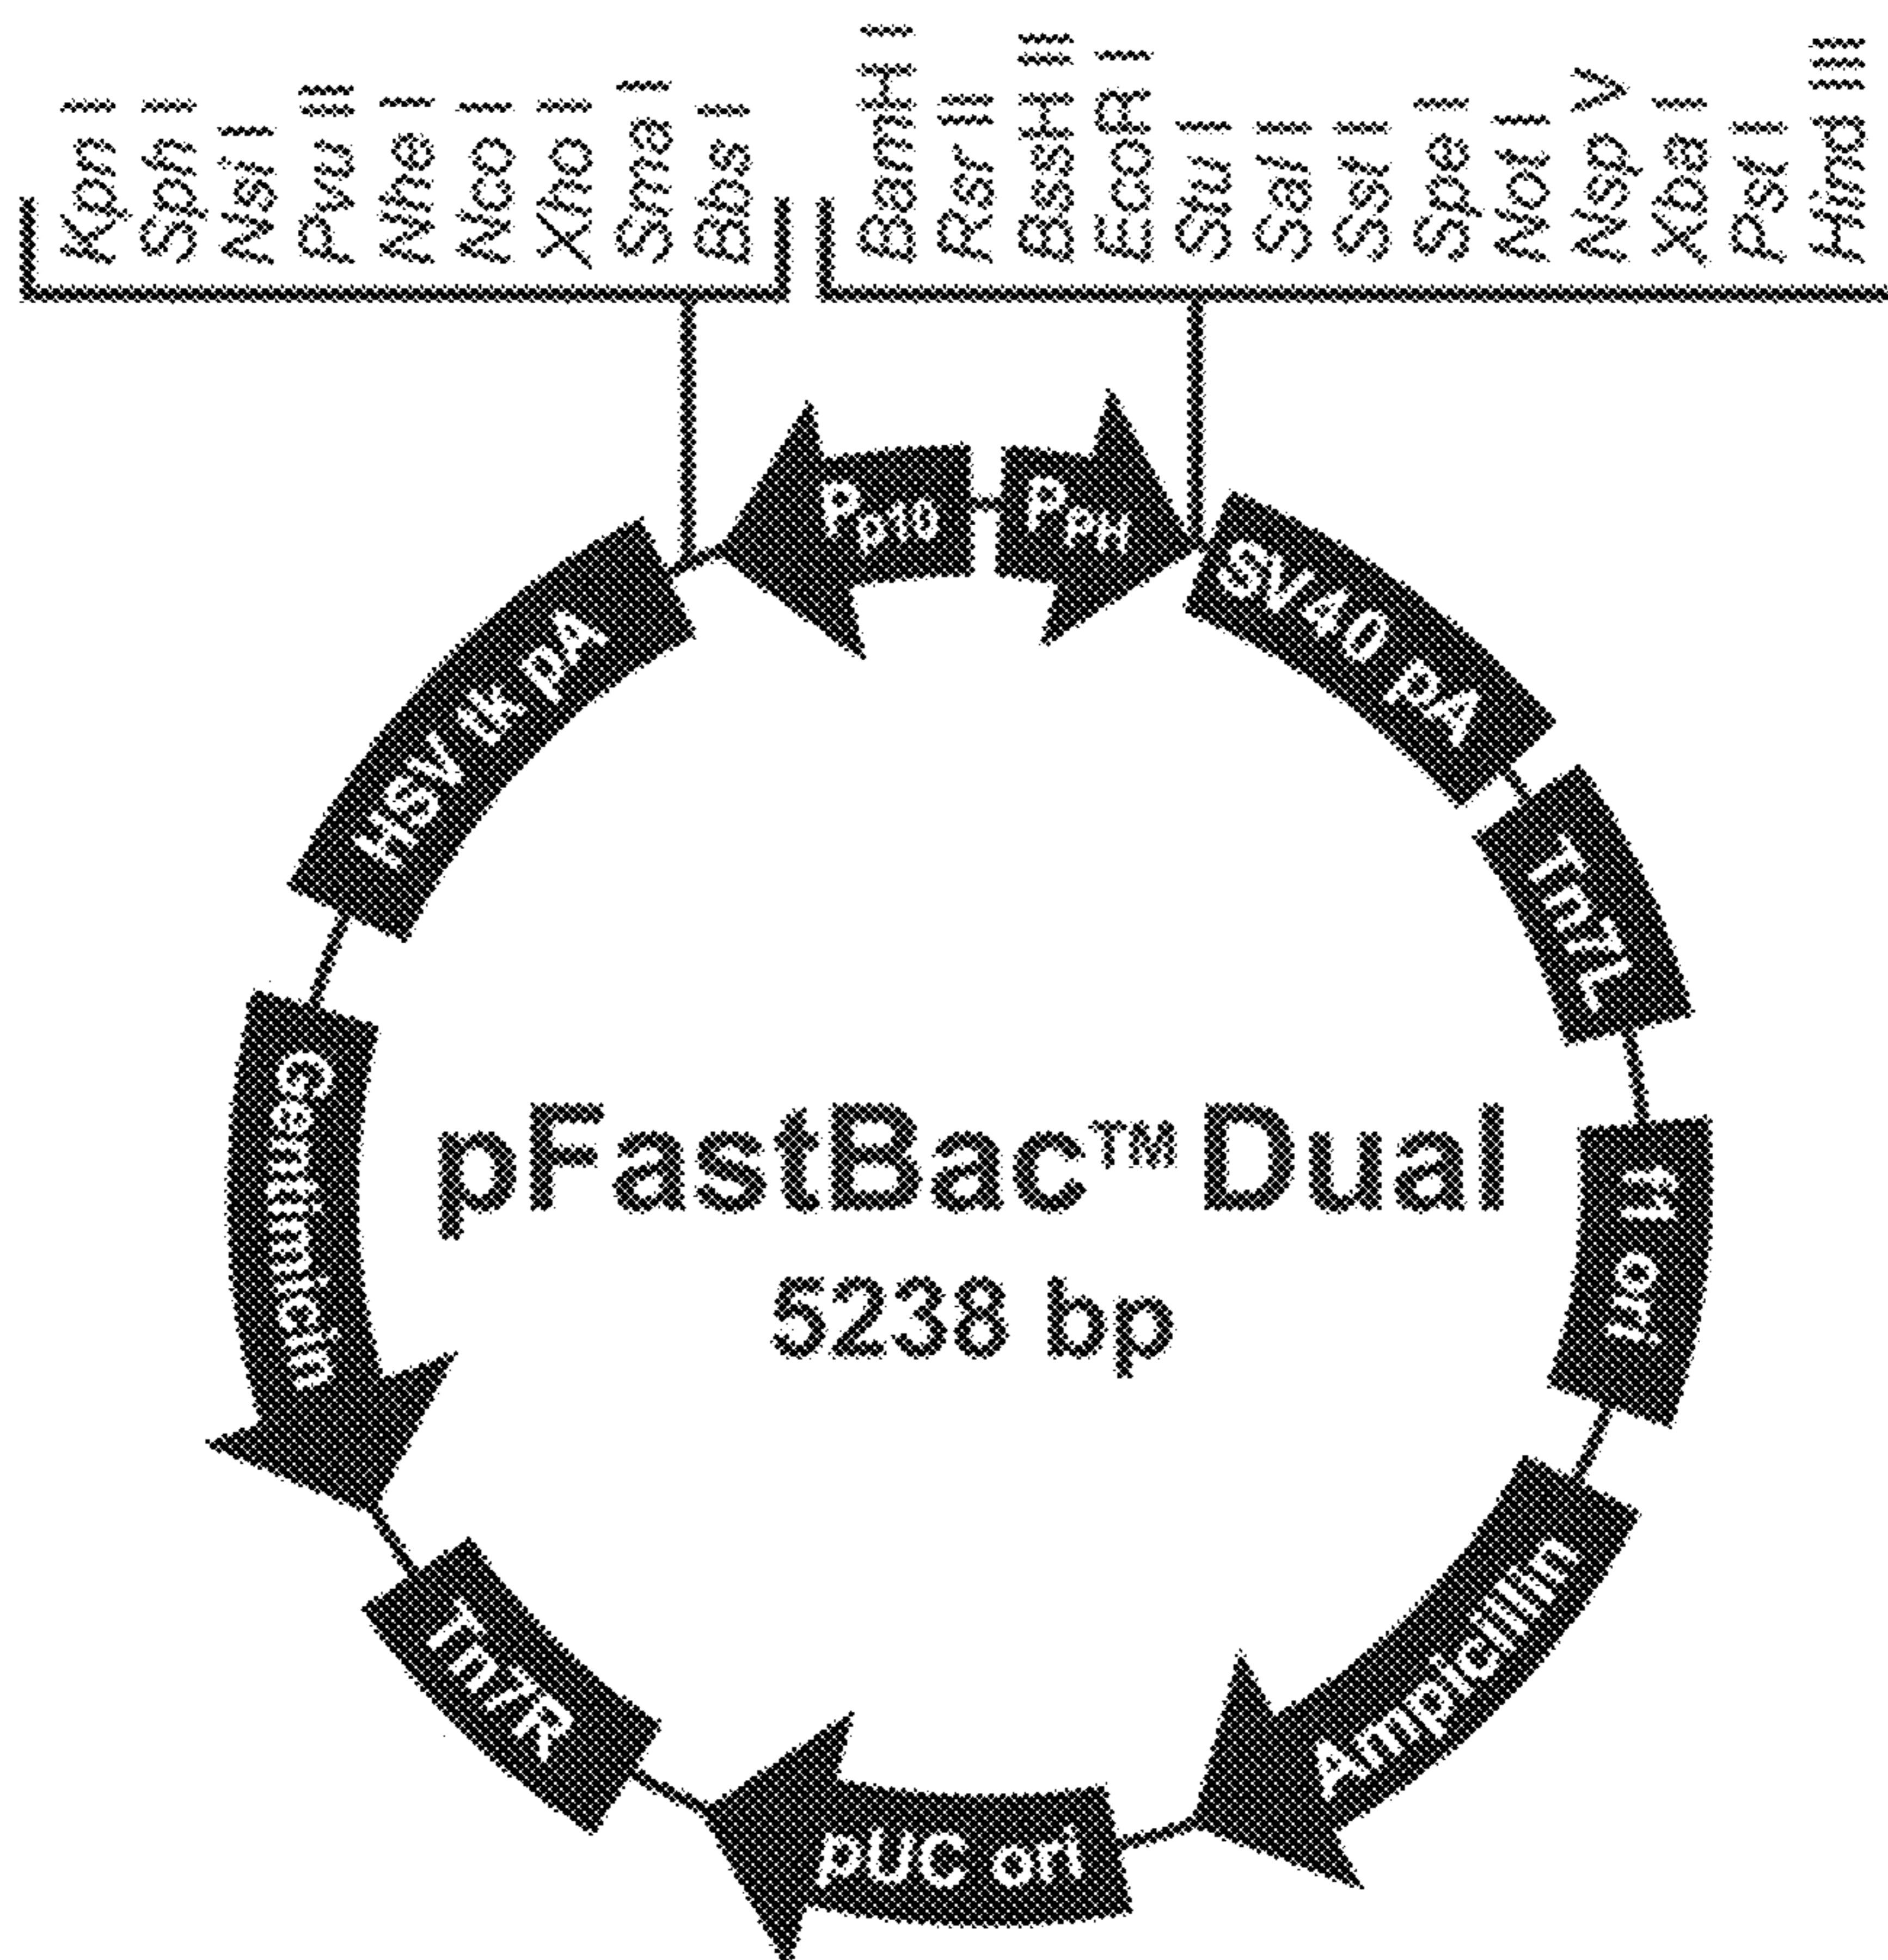 Kpn I
Sph I
Nsi I
Pvu II
Nhe I
Nco I
Xho I
Sma I
Bbs I
BamH I
Rsr II
BssH II
EcoR I
Stu I
Sal I
Sst I
Spe I
Not I
Nsp V
Xba I
Pst I
Hind III
Pp10
PPH
SV40 pA
Tn7L
f1 ori
Ampicillin
pUC ori
Tn7R
Gentimicin
HSV tk pA
pFastBac™ Dual
5238 bp